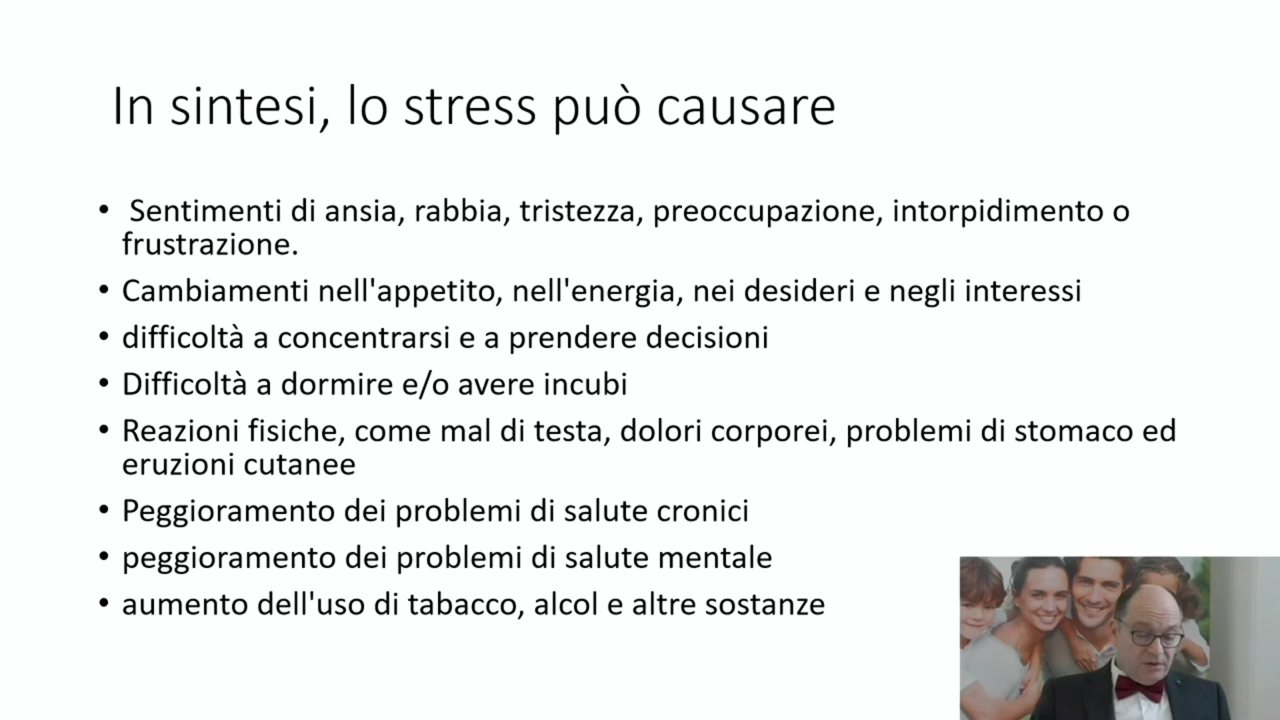 In sintesi, lo stress può causare
• Sentimenti di ansia, rabbia, tristezza, preoccupazione, intorpidimento o
frustrazione.
• Cambiamenti nell'appetito, nell'energia, nei desideri e negli interessi
• difficoltà a concentrarsi e a prendere decisioni
• Difficoltà a dormire e/o avere incubi
• Reazioni fisiche, come mal di testa, dolori corporei, problemi di stomaco ed
eruzioni cutanee
• Peggioramento dei problemi di salute cronici
• peggioramento dei problemi di salute mentale
• aumento dell'uso di tabacco, alcol e altre sostanze